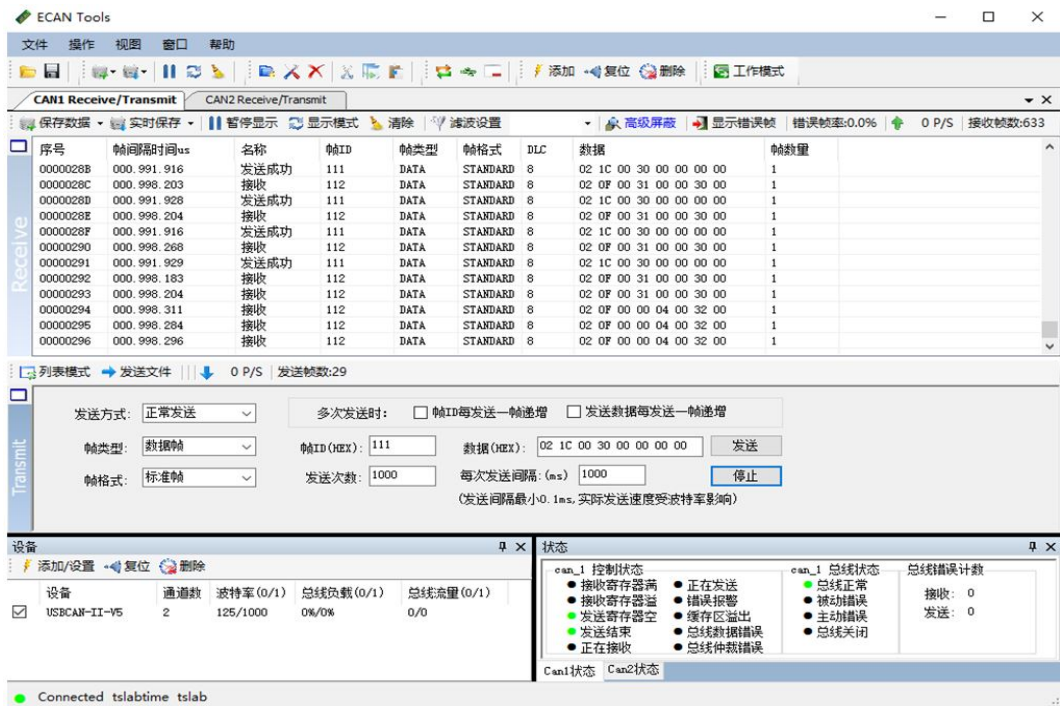 ECAN Tools
文件 操作 视图 窗口 帮助
添加 复位 删除 工作模式
CAN1 Receive/Transmit CAN2 Receive/Transmit
保存数据 实时保存 暂停显示 显示模式 清除 滤波设置 高级屏蔽 显示错误帧 错误帧率:0.0% 0 P/S 接收帧数:633
序号 帧间隔时间us 名称 帧ID 帧类型 帧格式 DLC 数据 帧数量
0000028B 000.991.916 发送成功 111 DATA STANDARD 8 02 1C 00 30 00 00 00 00 1
0000028C 000.998.203 接收 112 DATA STANDARD 8 02 0F 00 31 00 00 30 00 1
0000028D 000.991.928 发送成功 111 DATA STANDARD 8 02 1C 00 30 00 00 00 00 1
0000028E 000.998.204 接收 112 DATA STANDARD 8 02 0F 00 31 00 00 30 00 1
0000028F 000.991.916 发送成功 111 DATA STANDARD 8 02 1C 00 30 00 00 00 00 1
00000290 000.998.268 接收 112 DATA STANDARD 8 02 0F 00 31 00 00 30 00 1
00000291 000.991.929 发送成功 111 DATA STANDARD 8 02 1C 00 30 00 00 00 00 1
00000292 000.998.183 接收 112 DATA STANDARD 8 02 0F 00 31 00 00 30 00 1
00000293 000.998.204 接收 112 DATA STANDARD 8 02 0F 00 31 00 00 30 00 1
00000294 000.998.311 接收 112 DATA STANDARD 8 02 0F 00 00 04 00 32 00 1
00000295 000.998.284 接收 112 DATA STANDARD 8 02 0F 00 00 04 00 32 00 1
00000296 000.998.296 接收 112 DATA STANDARD 8 02 0F 00 00 04 00 32 00 1
Receive
列表模式 发送文件 0 P/S 发送帧数:29
发送方式: 正常发送 多次发送时: 帧ID每发送一帧递增 发送数据每发送一帧递增
帧类型: 数据帧 帧ID(HEX): 111 数据(HEX): 02 1C 00 30 00 00 00 00 发送
帧格式: 标准帧 发送次数: 1000 每次发送间隔:(ms) 1000 停止
(发送间隔最小0.1ms,实际发送速度受波特率影响)
Transmit
设备
添加/设置 复位 删除
设备 通道数 波特率(0/1) 总线负载(0/1) 总线流量(0/1)
USBCAN-II-V5 2 125/1000 0%/0% 0/0
状态
can_1 控制状态 can_1 总线状态 总线错误计数
接收寄存器满 正在发送 总线正常 接收: 0
接收寄存器溢 错误报警 被动错误
发送寄存器空 缓存区溢出 主动错误 发送: 0
发送结束 总线数据错误 总线关闭
正在接收 总线仲裁错误
Can1状态 Can2状态
Connected tslabtime tslab